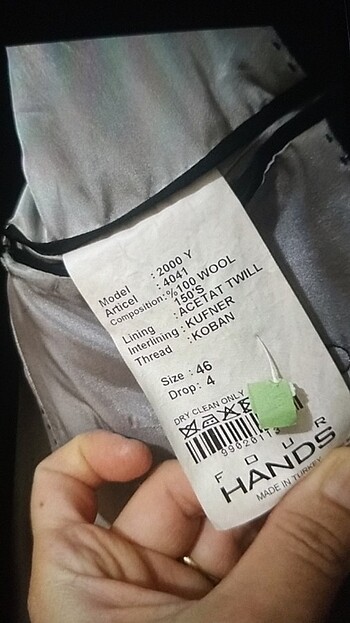 Model : 2000 Y
Articel : 4041
Composition:%100 WOOL
150'S
Lining : ACETAT TWILL
Interlining : KUFNER
Thread : KOBAN
Size : 46
Drop: 4
DRY CLEAN ONLY
FOUR
HANDS
MADE IN TURKEY